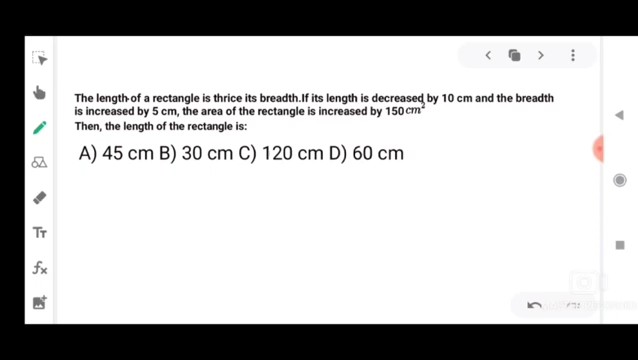 The length of a rectangle is thrice its breadth.If its length is decreased by 10 cm and the breadth
is increased by 5 cm, the area of the rectangle is increased by 150 cm²
Then, the length of the rectangle is:
A) 45 cm B) 30 cm C) 120 cm D) 60 cm
Tт
fx